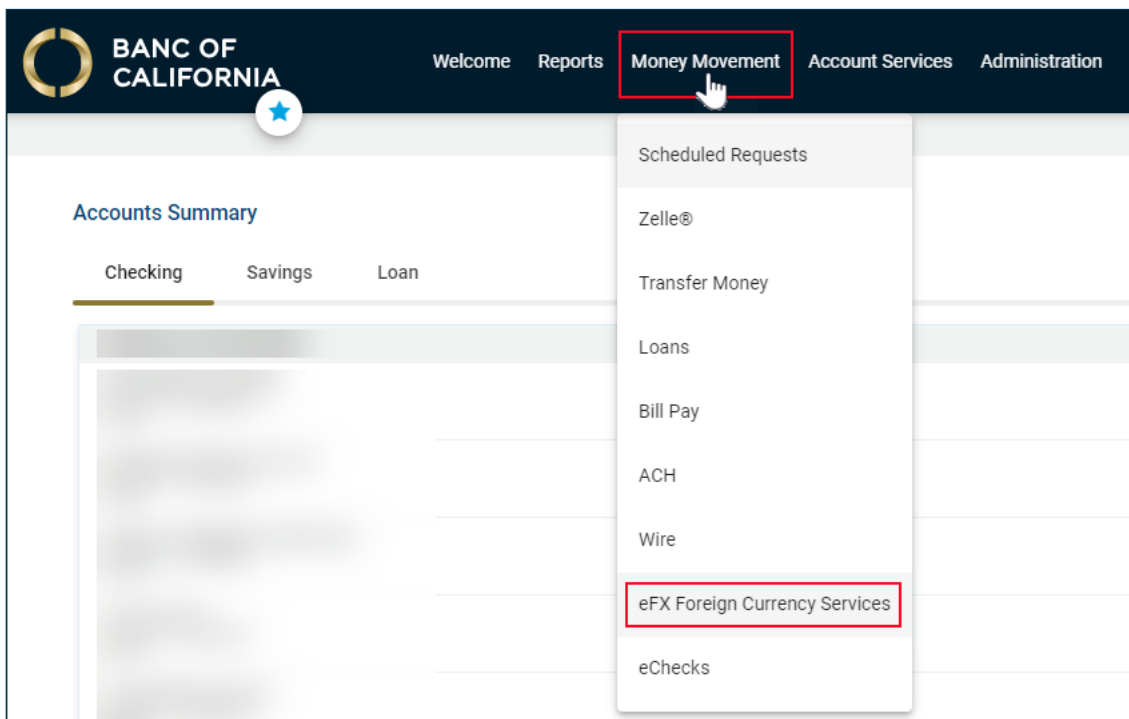 BANC OF
CALIFORNIA
Welcome Reports Money Movement Account Services Administration
Scheduled Requests
Zelle®
Transfer Money
Loans
Bill Pay
ACH
Wire
eFX Foreign Currency Services
eChecks
Accounts Summary
Checking Savings Loan